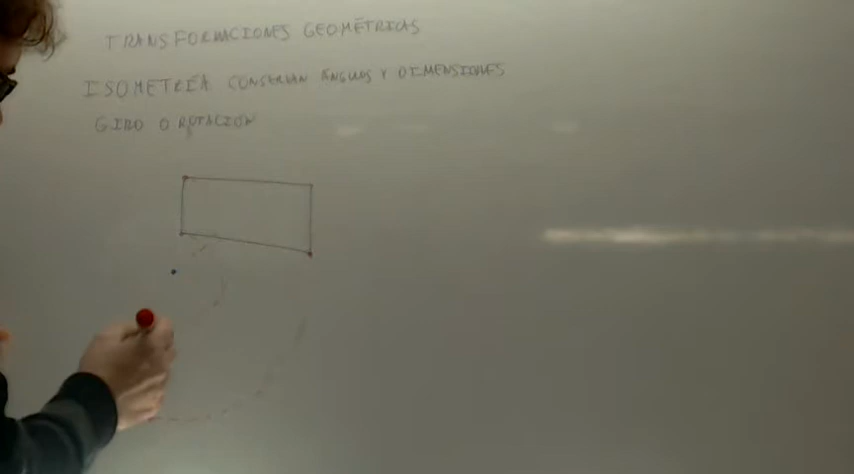 TRANSFORMACIONES GEOMÉTRICAS
ISOMETRÍA CONSERVAN ÁNGULOS Y DIMENSIONES
GIRO O ROTACIÓN